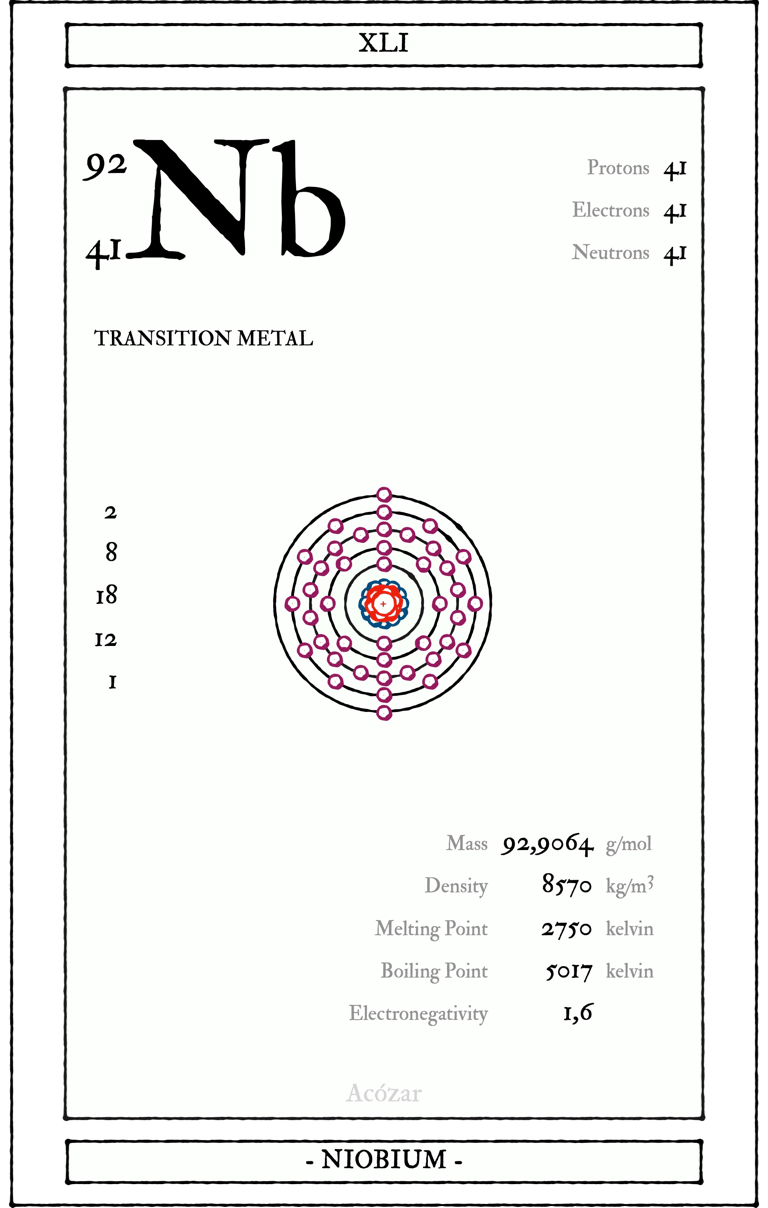 XLI
92
41
Nb
Protons 41
Electrons 41
Neutrons 41
TRANSITION METAL
2
8
18
12
1
+
Mass 92,9064 g/mol
Density 8570 kg/m³
Melting Point 2750 kelvin
Boiling Point 5017 kelvin
Electronegativity 1,6
Acózar
- NIOBIUM -